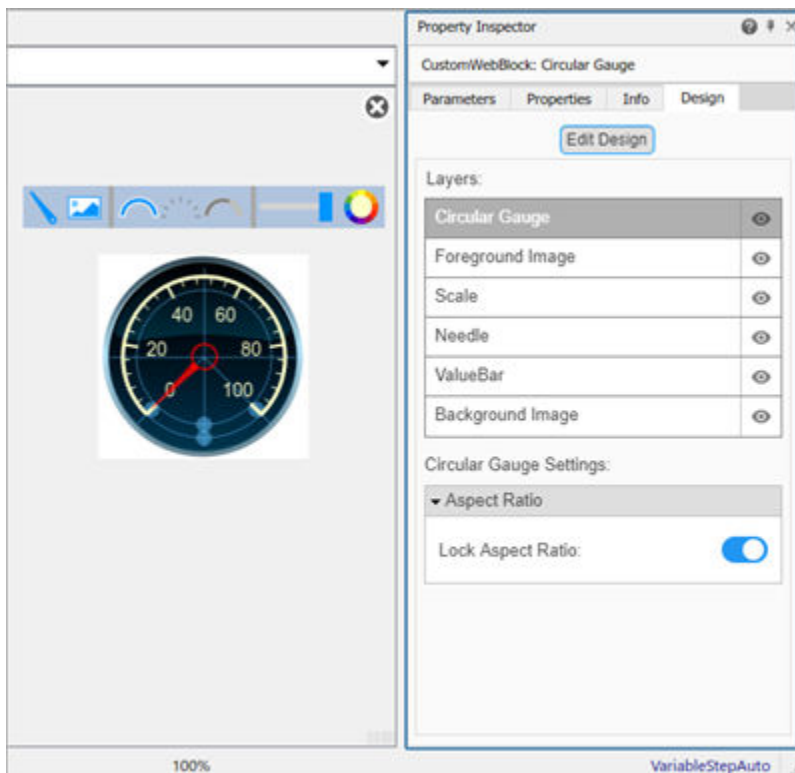 Property Inspector
CustomWebBlock: Circular Gauge
Parameters Properties Info Design
Edit Design
Layers:
Circular Gauge
Foreground Image
Scale
Needle
ValueBar
Background Image
Circular Gauge Settings:
Aspect Ratio
Lock Aspect Ratio:
40 60
20 80
0 100
100% VariableStepAuto